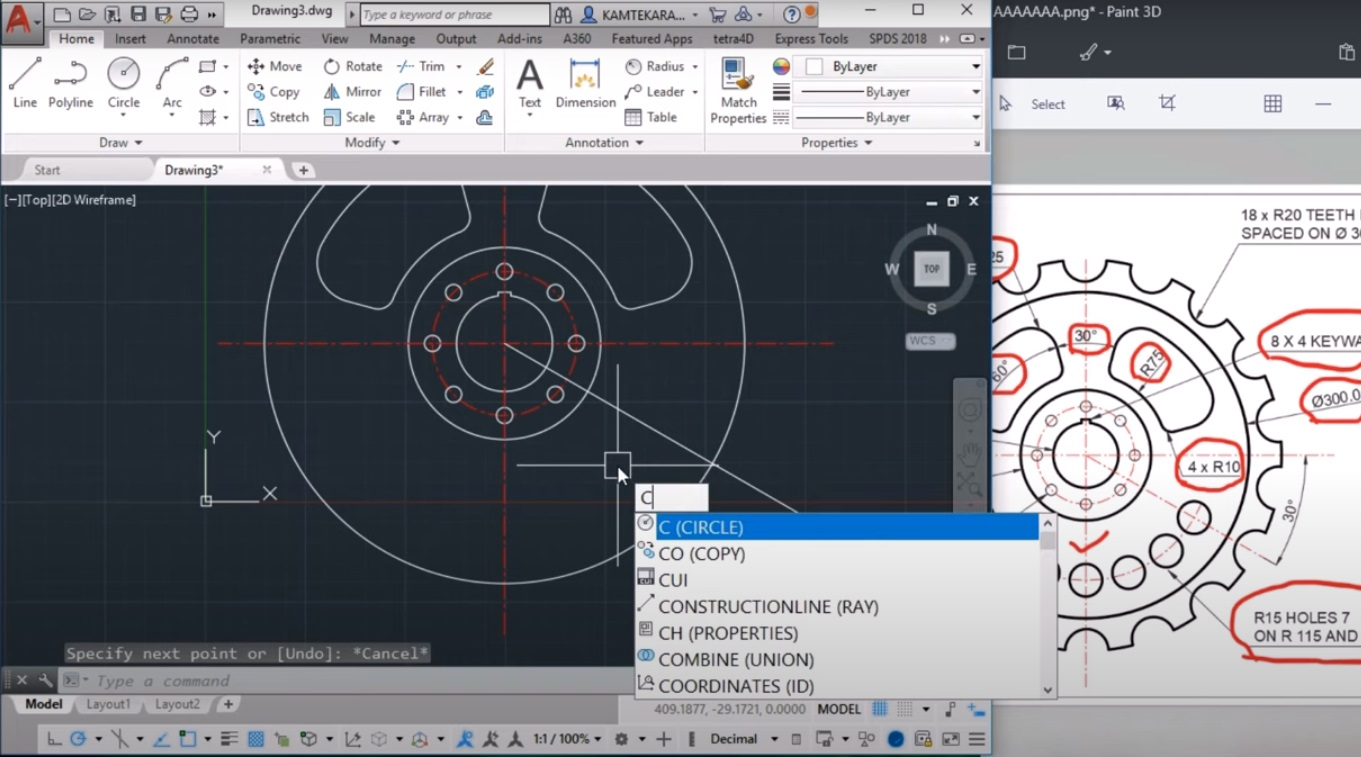 Drawing3.dwg
Type a keyword or phrase
KAMTEKARA...
AAAAAAA.png* - Paint 3D
Home Insert Annotate Parametric View Manage Output Add-ins A360 Featured Apps tetra4D Express Tools SPDS 2018
Line Polyline Circle Arc
Move Rotate Trim
Copy Mirror Fillet
Stretch Scale Array
Text Dimension
Radius
Leader
Table
Match
Properties
ByLayer
ByLayer
ByLayer
Select
Draw Modify Annotation Properties
Start Drawing3*
[−][Top][2D Wireframe]
N
W TOP E
S
WCS
Y
X
18 x R20 TEETH
SPACED ON Ø
25
30°
60°
R75
8 X 4 KEYWA
Ø300.0
4 x R10
30°
R15 HOLES 7
ON R 115 AND
C
C (CIRCLE)
CO (COPY)
CUI
CONSTRUCTIONLINE (RAY)
CH (PROPERTIES)
COMBINE (UNION)
COORDINATES (ID)
Specify next point or [Undo]: *Cancel*
Type a command
Model Layout1 Layout2
409.1877, -29.1721, 0.0000 MODEL
1:1 / 100% Decimal